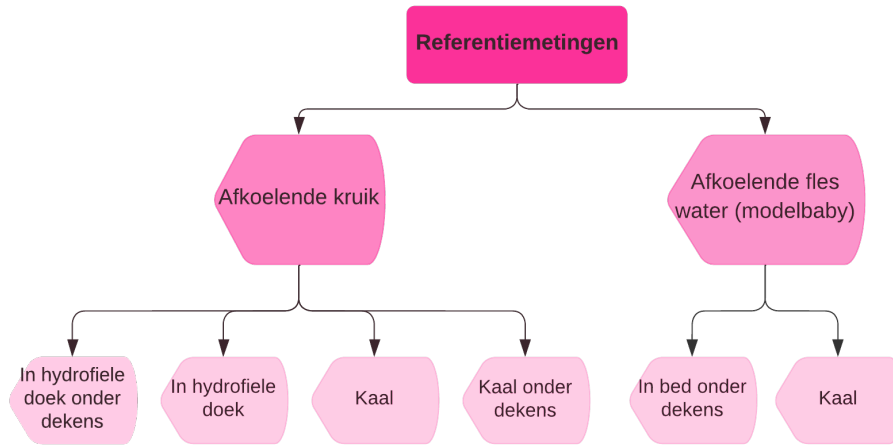 Referentiemetingen
Afkoelende kruik
Afkoelende fles
water (modelbaby)
In hydrofiele
doek onder
dekens
In hydrofiele
doek
Kaal
Kaal onder
dekens
In bed onder
dekens
Kaal